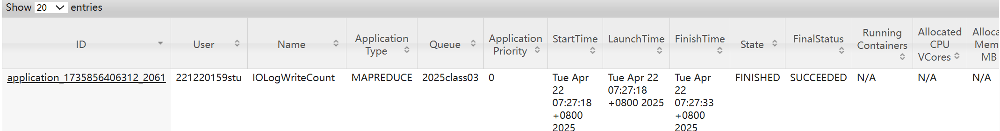 Show 20 entries
ID
User
Name
Application
Type
Queue
Application
Priority
StartTime
LaunchTime
FinishTime
State
FinalStatus
Running
Containers
Allocated
CPU
VCores
Alloca
Mem
MB
application_1735856406312_2061
221220159stu
IOLogWriteCount
MAPREDUCE
2025class03
0
Tue Apr
22
07:27:18
+0800
2025
Tue Apr 22
07:27:18
+0800 2025
Tue Apr
22
07:27:33
+0800
2025
FINISHED
SUCCEEDED
N/A
N/A
N/A